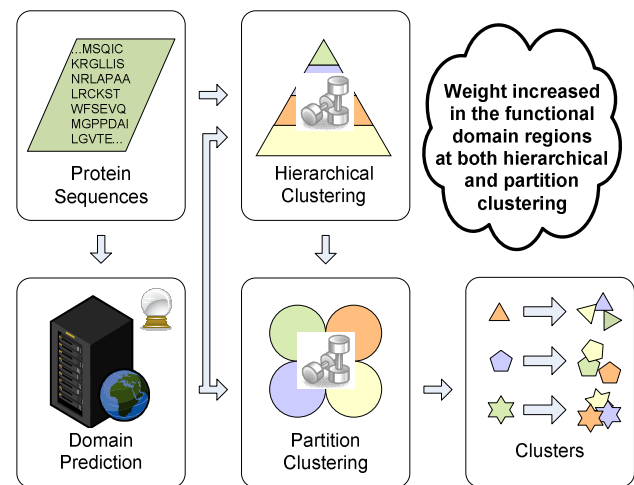 ...MSQIC
KRGLLIS
NRLAPAA
LRCKST
WFSEVQ
MGPPDAI
LGVTE...
Protein
Sequences
Hierarchical
Clustering
Weight increased
in the functional
domain regions
at both hierarchical
and partition
clustering
Domain
Prediction
Partition
Clustering
Clusters